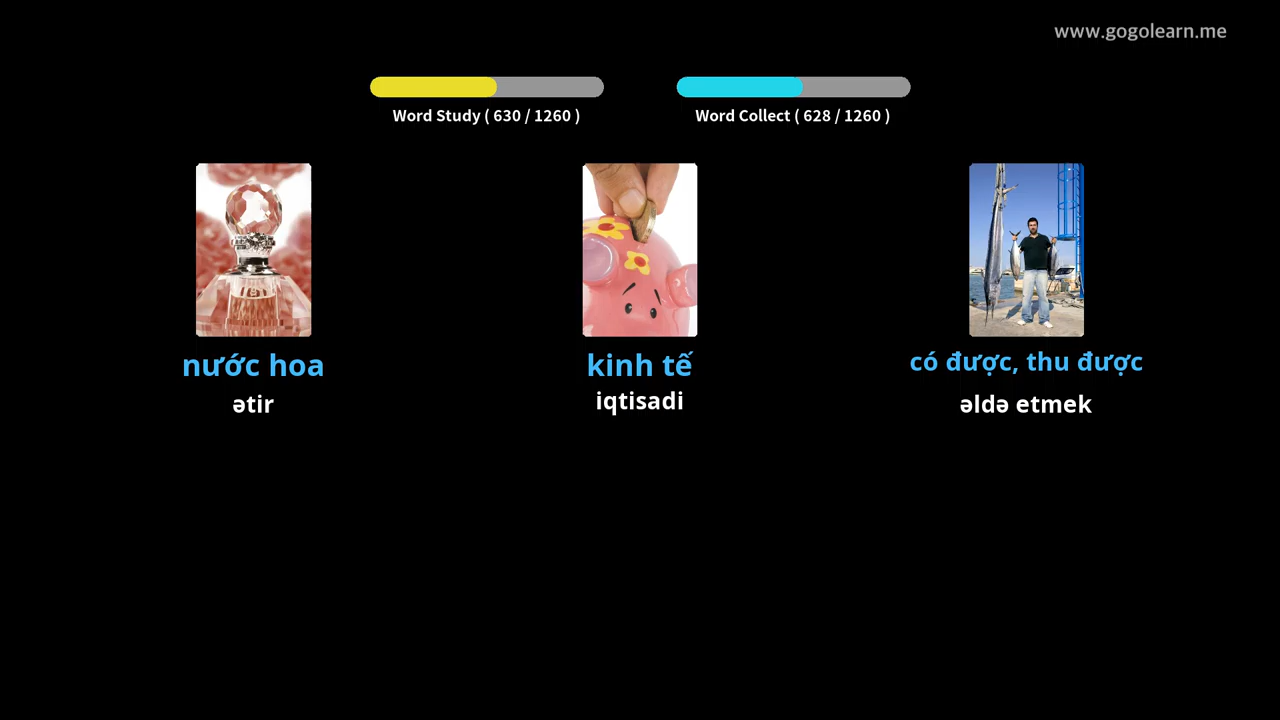 www.gogolearn.me
Word Study ( 630 / 1260 )
Word Collect ( 628 / 1260 )
nước hoa
ətir
kinh tế
iqtisadi
có được, thu được
əldə etmek